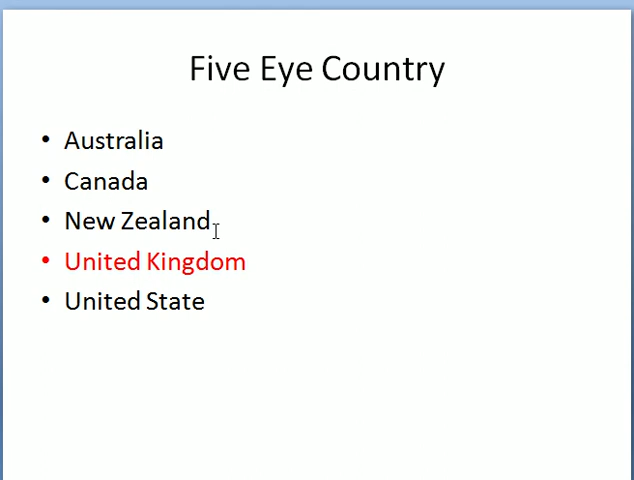 Five Eye Country
• Australia
• Canada
• New Zealand
• United Kingdom
• United State